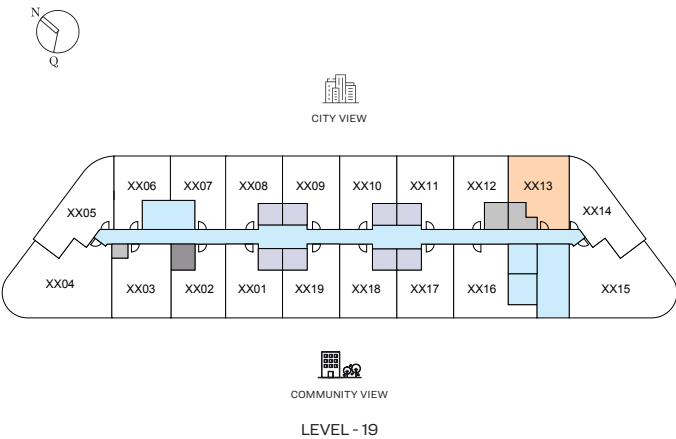 N
Q
CITY VIEW
XX06 XX07 XX08 XX09 XX10 XX11 XX12 XX13
XX05 XX14
XX04 XX03 XX02 XX01 XX19 XX18 XX17 XX16 XX15
COMMUNITY VIEW
LEVEL - 19